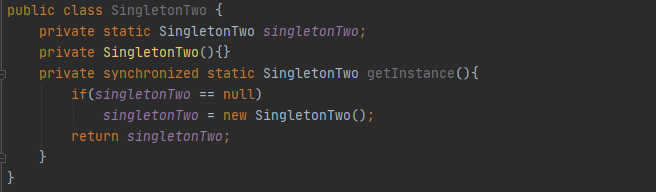 public class SingletonTwo {
    private static SingletonTwo singletonTwo;
    private SingletonTwo(){}
    private synchronized static SingletonTwo getInstance(){
        if(singletonTwo == null)
            singletonTwo = new SingletonTwo();
        return singletonTwo;
    }
}